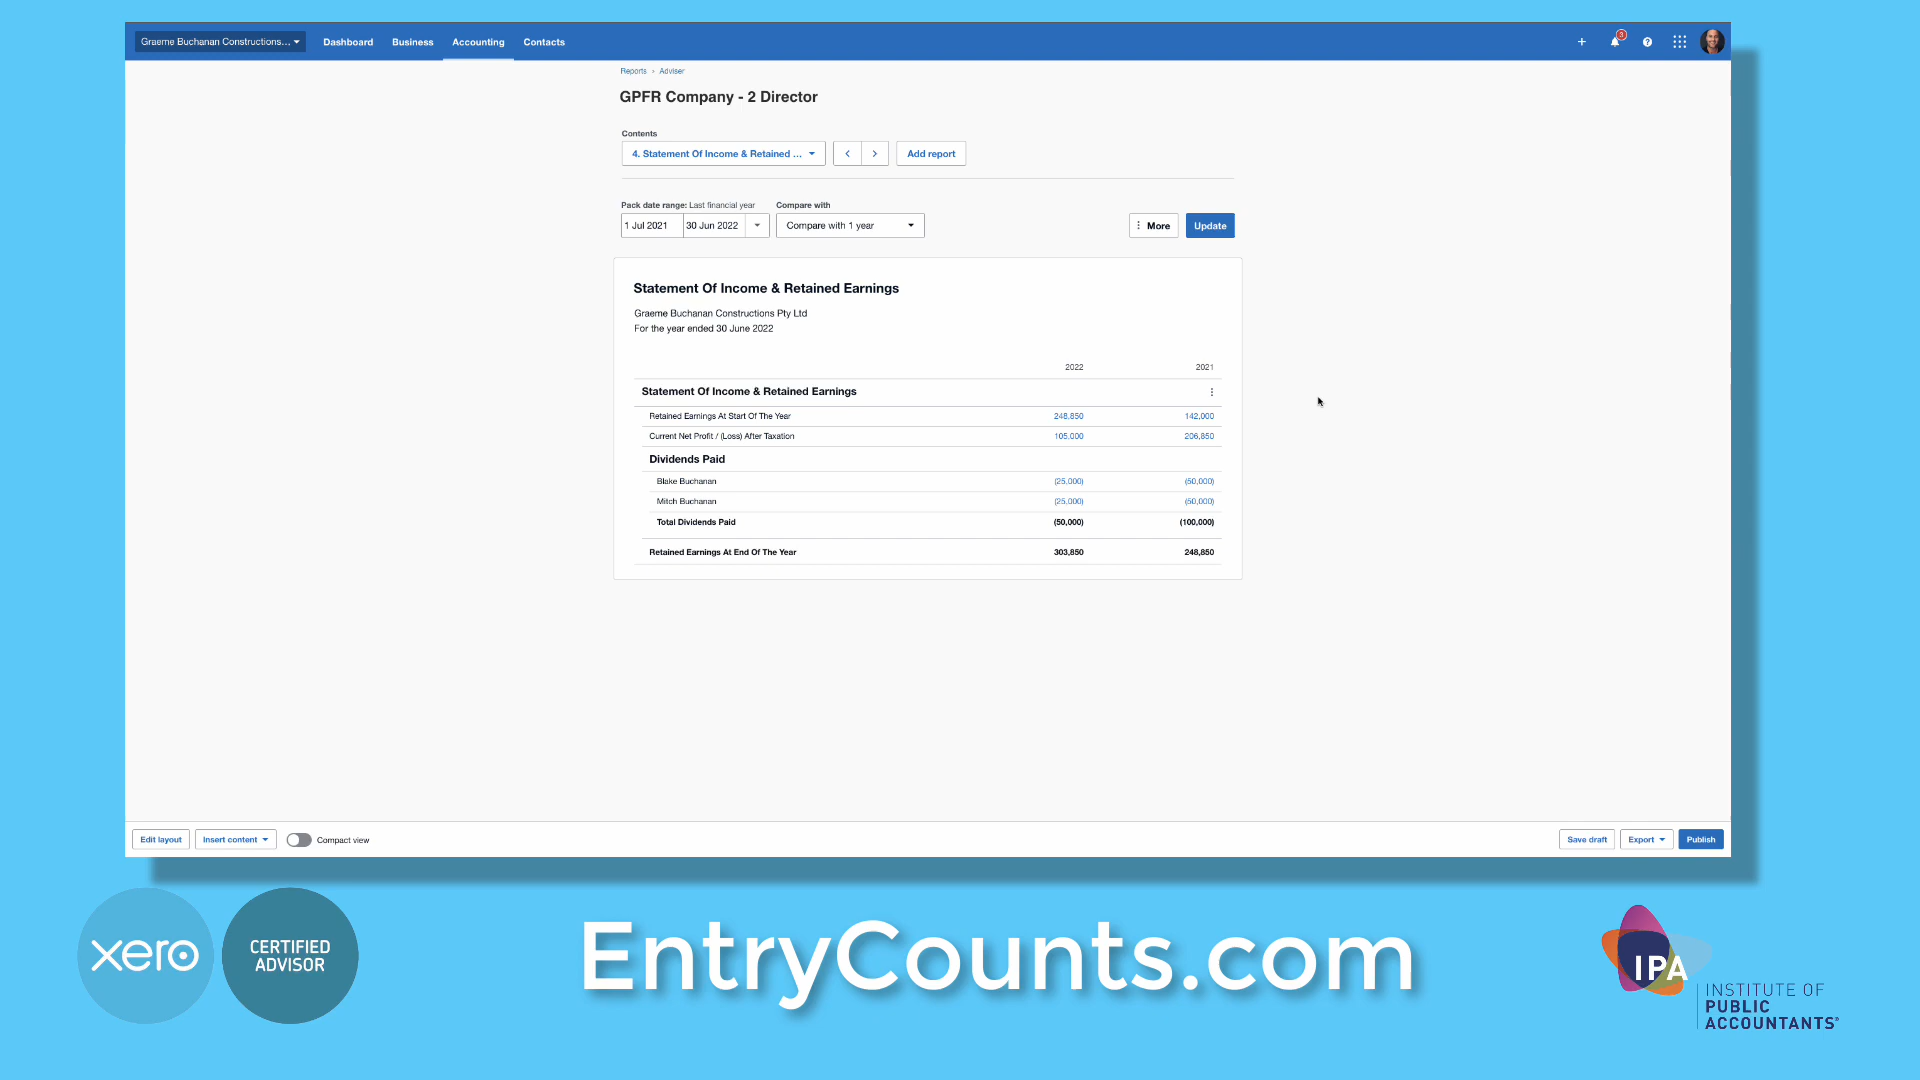 Graeme Buchanan Constructions...
Dashboard
Business
Accounting
Contacts
3
Reports > Adviser
GPFR Company - 2 Director
Contents
4. Statement Of Income & Retained ...
Add report
Pack date range: Last financial year
Compare with
1 Jul 2021
30 Jun 2022
Compare with 1 year
More
Update
Statement Of Income & Retained Earnings
Graeme Buchanan Constructions Pty Ltd
For the year ended 30 June 2022
2022 2021
Statement Of Income & Retained Earnings
Retained Earnings At Start Of The Year 248,850 142,000
Current Net Profit / (Loss) After Taxation 105,000 206,850
Dividends Paid
Blake Buchanan (25,000) (50,000)
Mitch Buchanan (25,000) (50,000)
Total Dividends Paid (50,000) (100,000)
Retained Earnings At End Of The Year 303,850 248,850
Edit layout
Insert content
Compact view
Save draft
Export
Publish
xero
CERTIFIED
ADVISOR
EntryCounts.com
IPA
INSTITUTE OF
PUBLIC
ACCOUNTANTS®